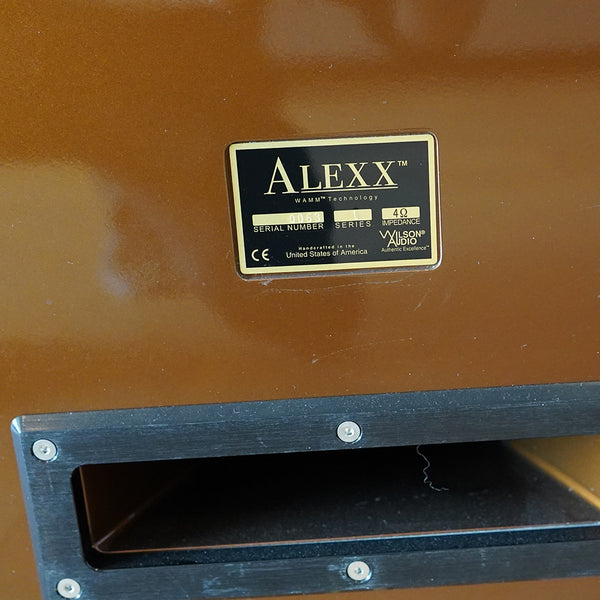 ALEXX™
WAMM™ Technology
4Ω
SERIAL NUMBER SERIES IMPEDANCE
Handcrafted in the
United States of America
CE
WILSON®
AUDIO
Authentic Excellence™